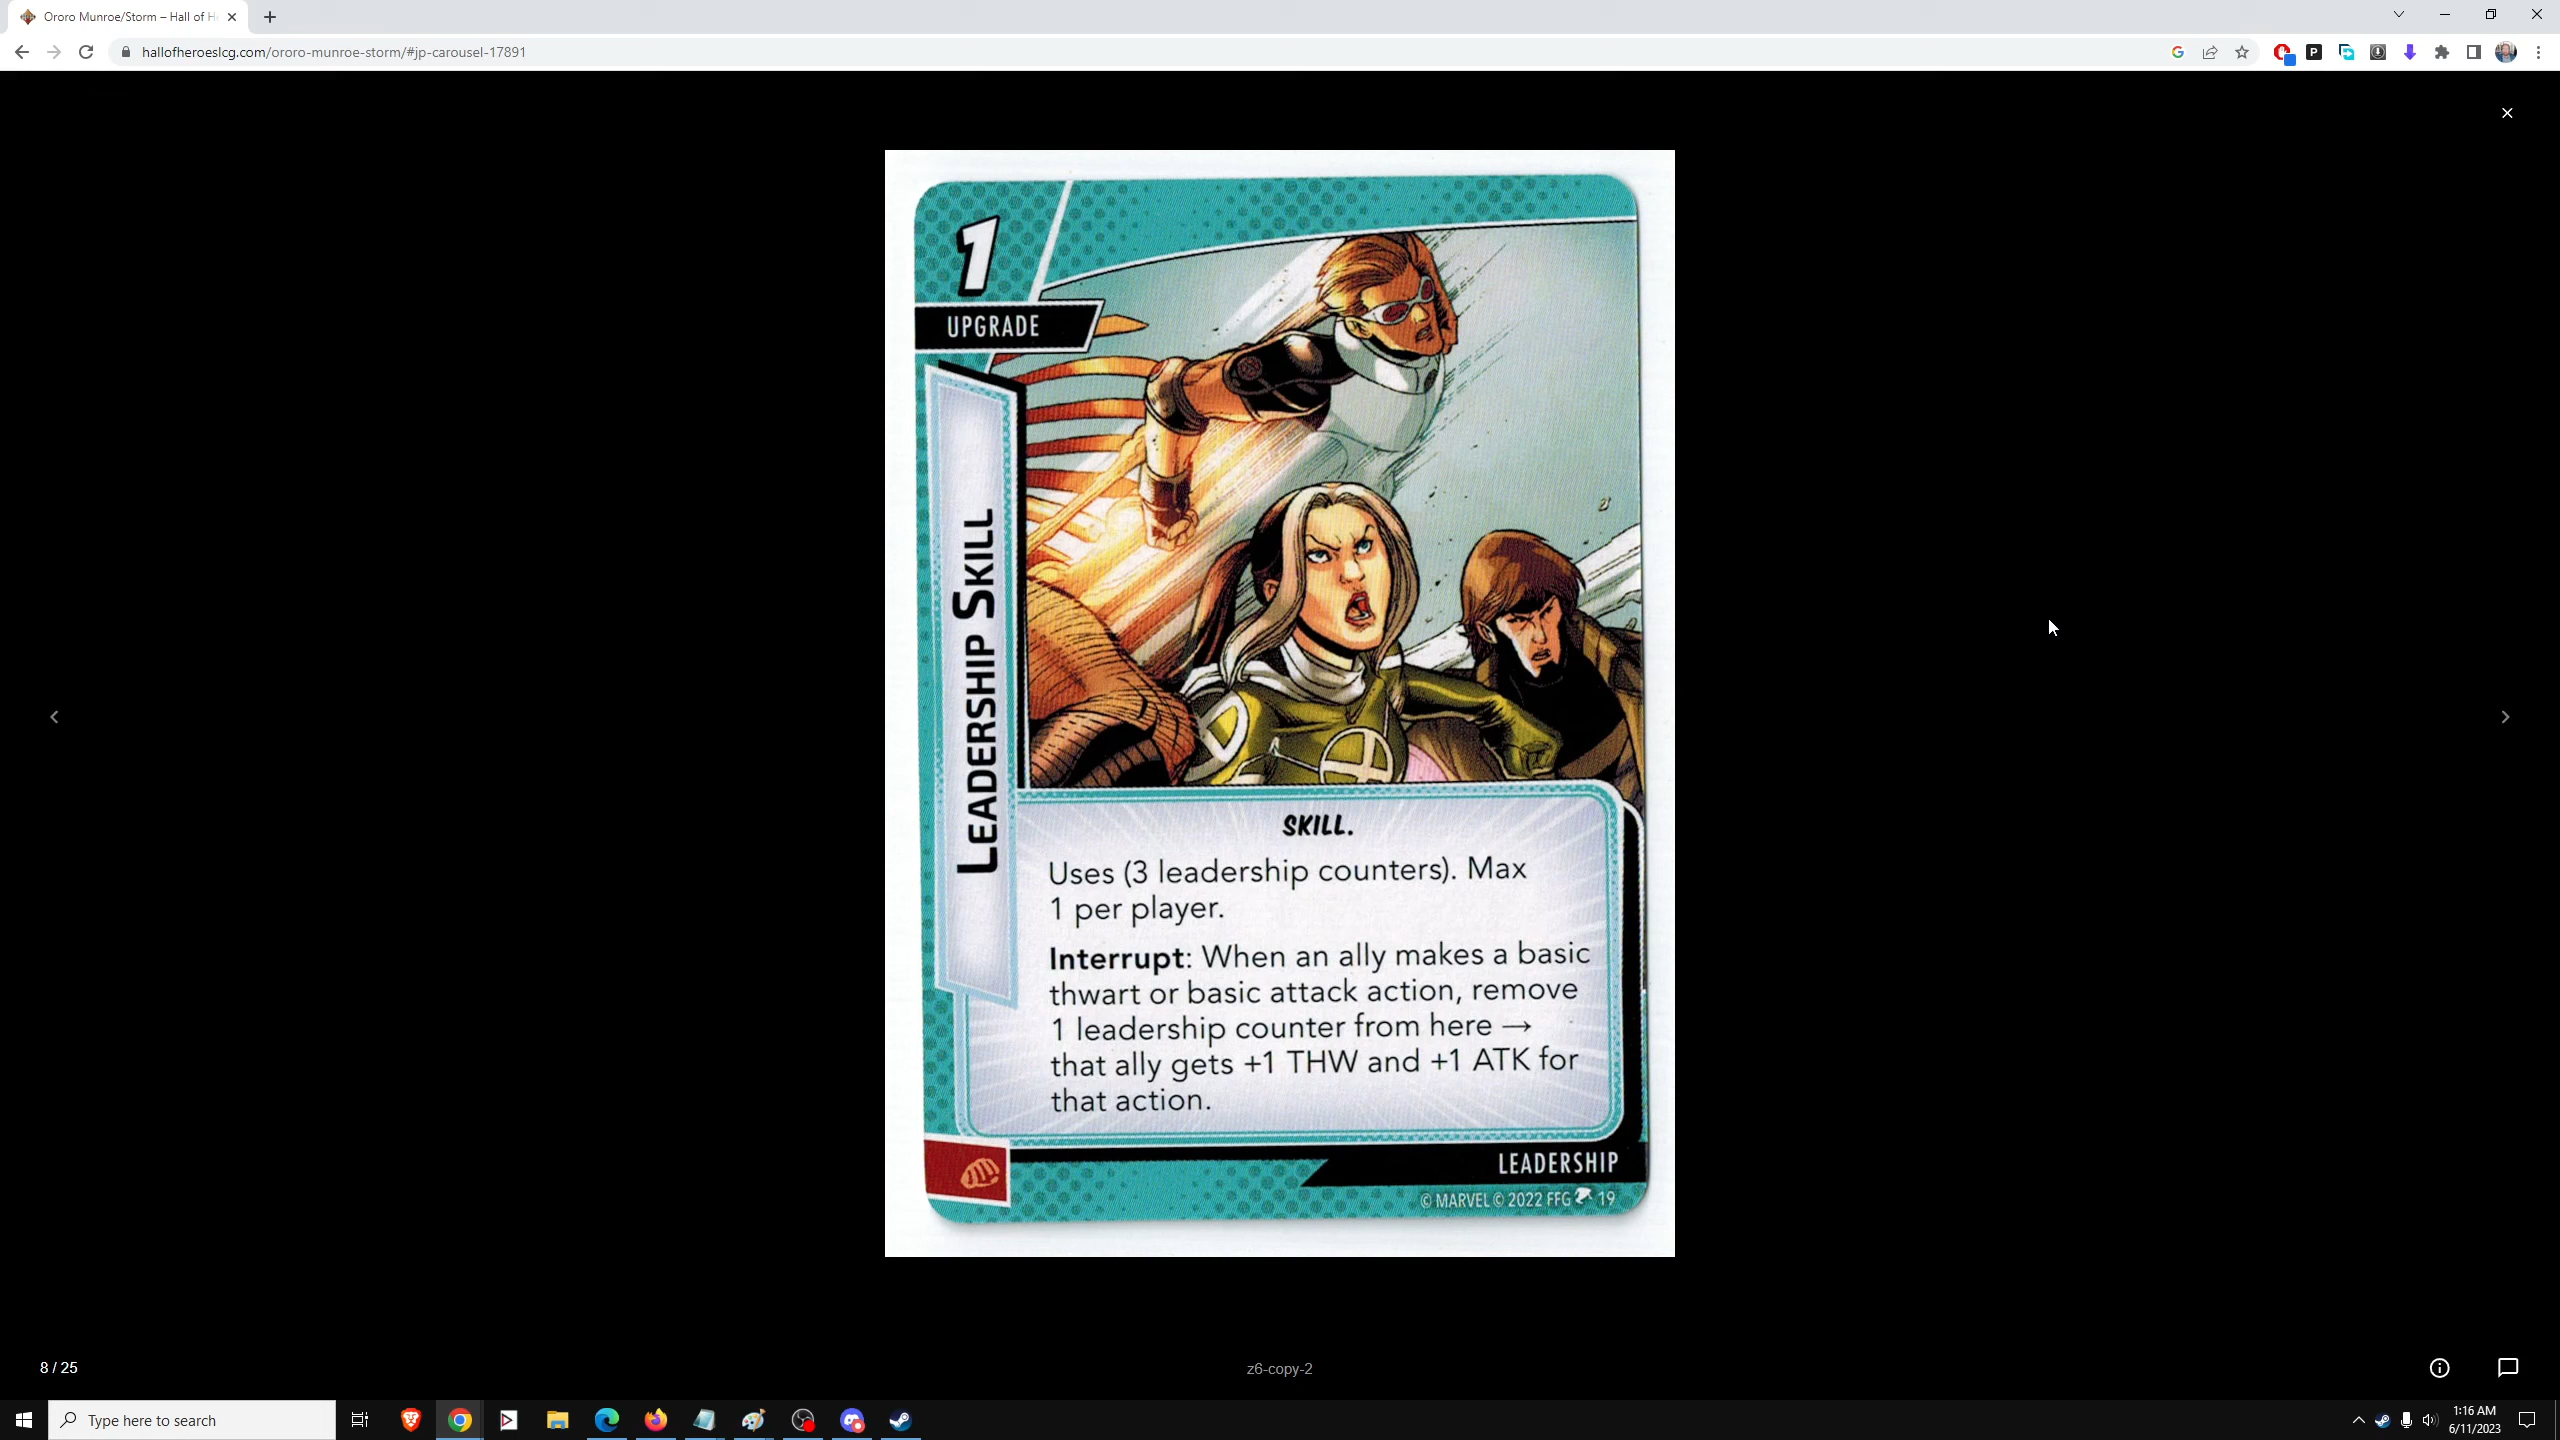 Ororo Munroe/Storm – Hall of H
hallofheroeslcg.com/ororo-munroe-storm/#jp-carousel-17891
1
UPGRADE
LEADERSHIP SKILL
SKILL.
Uses (3 leadership counters). Max
1 per player.
Interrupt: When an ally makes a basic
thwart or basic attack action, remove
1 leadership counter from here →
that ally gets +1 THW and +1 ATK for
that action.
LEADERSHIP
© MARVEL © 2022 FFG 19
8 / 25
z6-copy-2
Type here to search
1:16 AM
6/11/2023